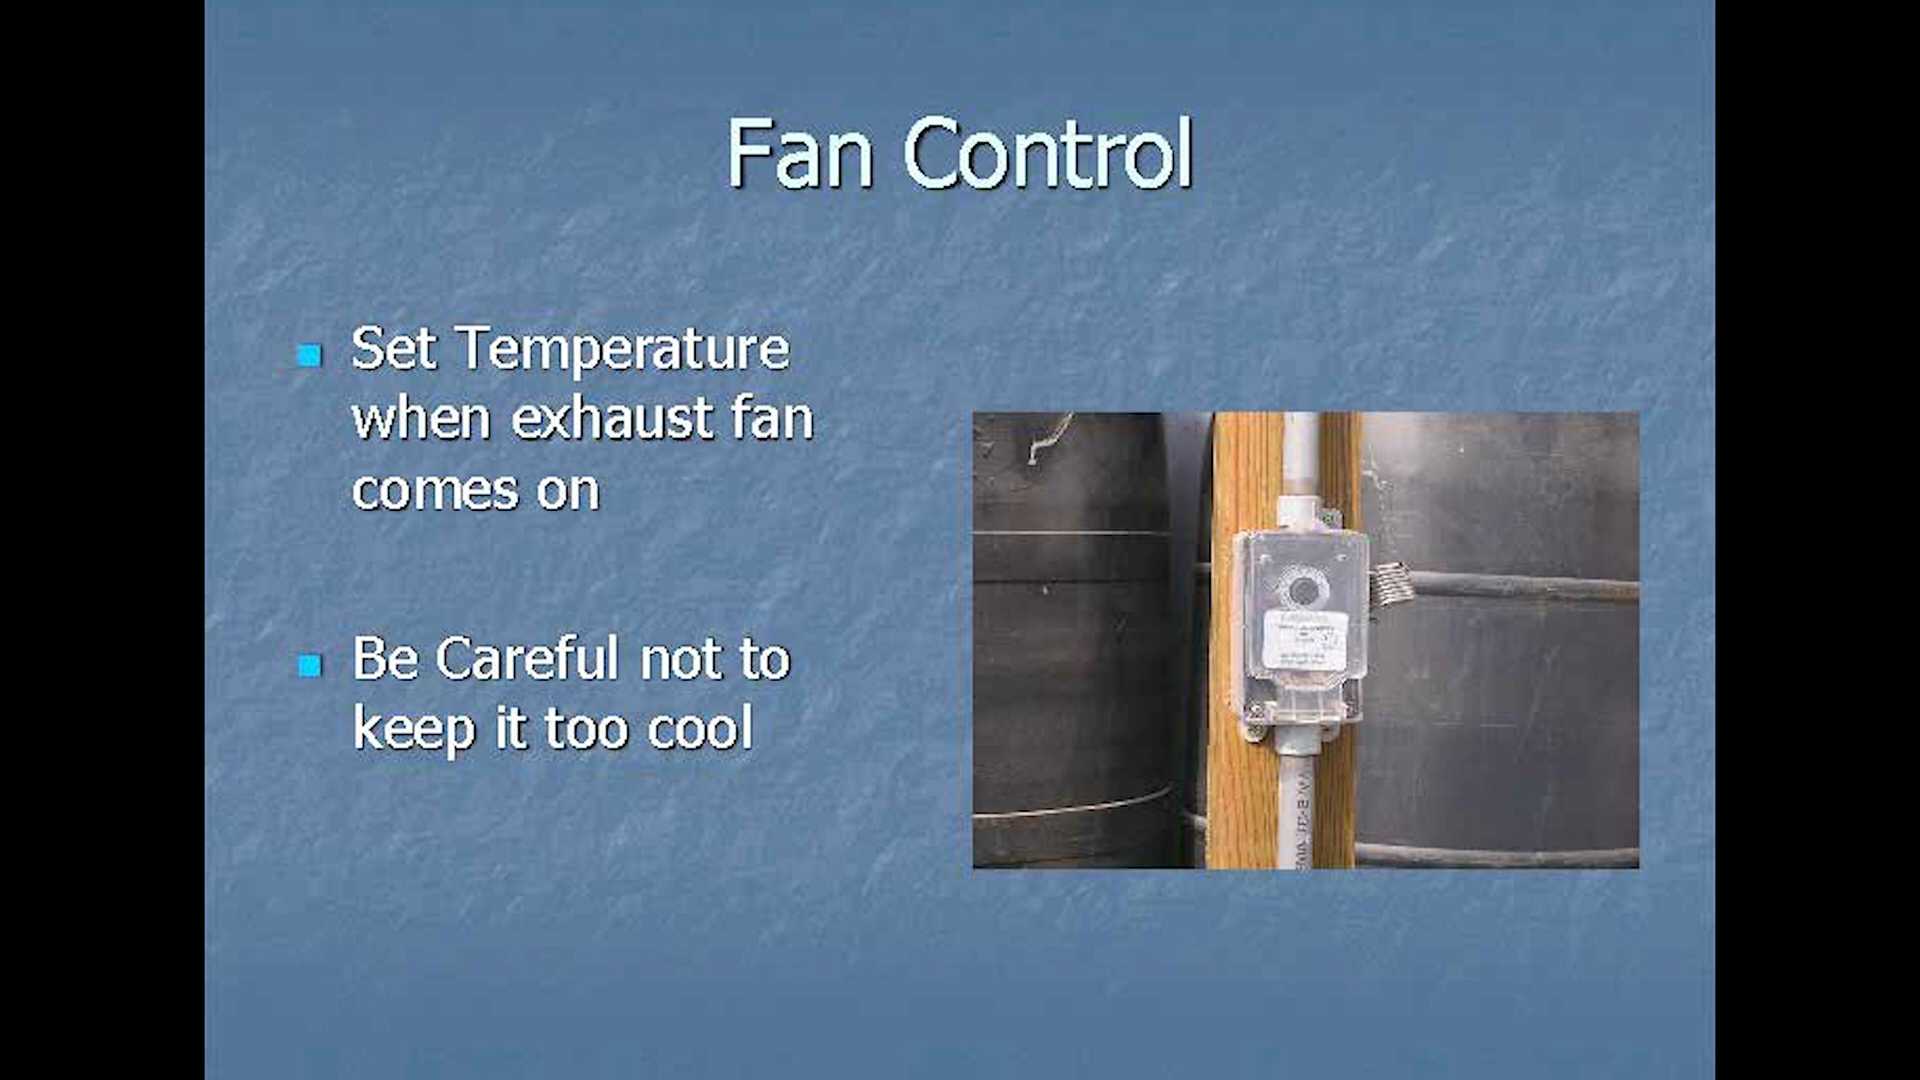 Fan Control
Set Temperature
when exhaust fan
comes on
Be Careful not to
keep it too cool